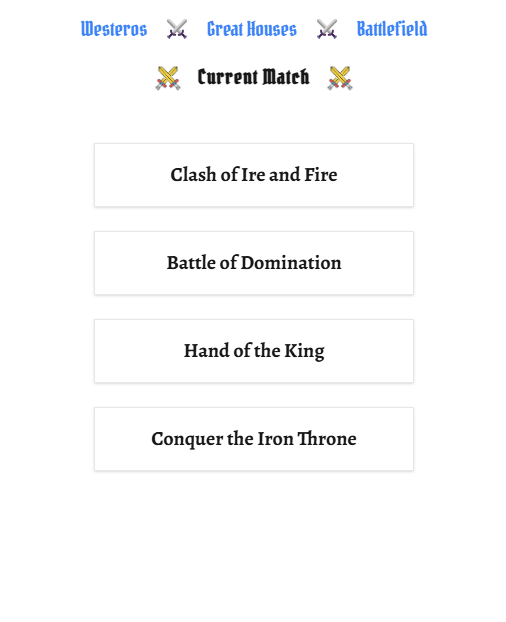 Westeros Great Houses Battlefield
Current Match
Clash of Ire and Fire
Battle of Domination
Hand of the King
Conquer the Iron Throne